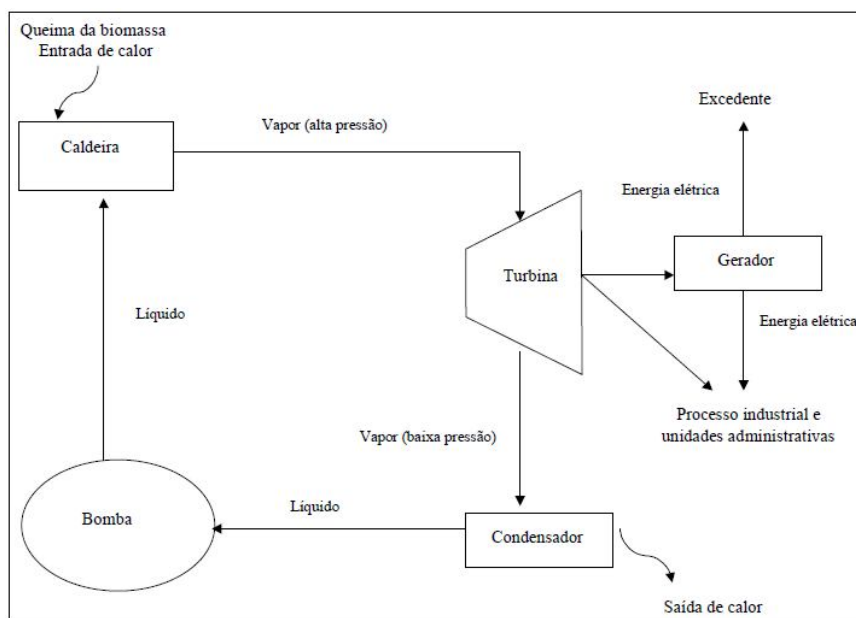 Queima da biomassa
Entrada de calor
Caldeira
Vapor (alta pressão)
Excedente
Energia elétrica
Turbina
Gerador
Líquido
Energia elétrica
Processo industrial e
unidades administrativas
Vapor (baixa pressão)
Bomba
Líquido
Condensador
Saída de calor